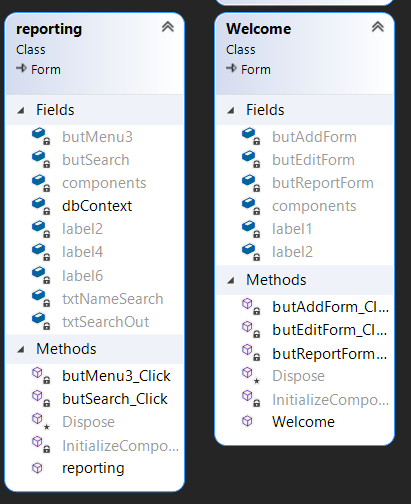 reporting
Class
Form
Fields
butMenu3
butSearch
components
dbContext
label2
label4
label6
txtNameSearch
txtSearchOut
Methods
butMenu3_Click
butSearch_Click
Dispose
InitializeCompo...
reporting
Welcome
Class
Form
Fields
butAddForm
butEditForm
butReportForm
components
label1
label2
Methods
butAddForm_Cl...
butEditForm_Cl...
butReportForm...
Dispose
InitializeCompo...
Welcome